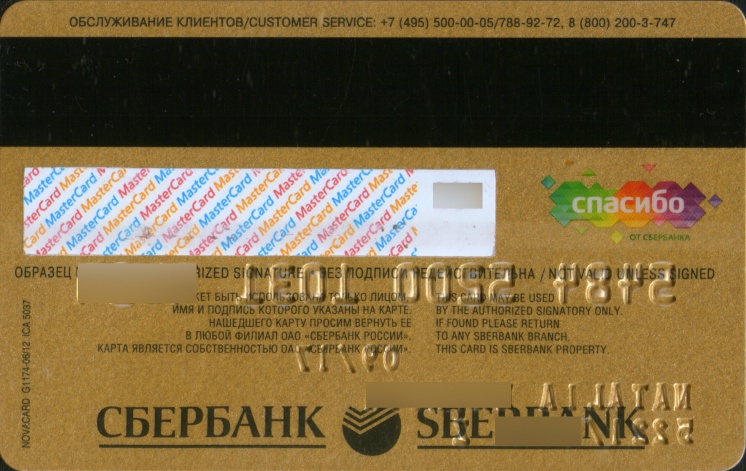 ОБСЛУЖИВАНИЕ КЛИЕНТОВ/CUSTOMER SERVICE: +7 (495) 500-00-05/788-92-72, 8 (800) 200-3-747
MasterCard
спасибо
ОТ СБЕРБАНКА
ОБРАЗЕЦ SIGNATURE · БЕЗ ПОДПИСИ НЕДЕЙСТВИТЕЛЬНА / NOT VALID UNLESS SIGNED
БЫТЬ ИСПОЛЬЗОВАНО ТОЛЬКО ЛИЦОМ,
ИМЯ И ПОДПИСЬ КОТОРОГО УКАЗАНЫ НА КАРТЕ.
НАШЕДШЕГО КАРТУ ПРОСИМ ВЕРНУТЬ ЕЕ
В ЛЮБОЙ ФИЛИАЛ ОАО «СБЕРБАНК РОССИИ».
КАРТА ЯВЛЯЕТСЯ СОБСТВЕННОСТЬЮ ОАО «СБЕРБАНК РОССИИ».
THIS CARD MAY BE USED
BY THE AUTHORIZED SIGNATORY ONLY.
IF FOUND PLEASE RETURN
TO ANY SBERBANK BRANCH.
THIS CARD IS SBERBANK PROPERTY.
NOVACARD G1174-06/12 ICA 5037
СБЕРБАНК SBERBANK